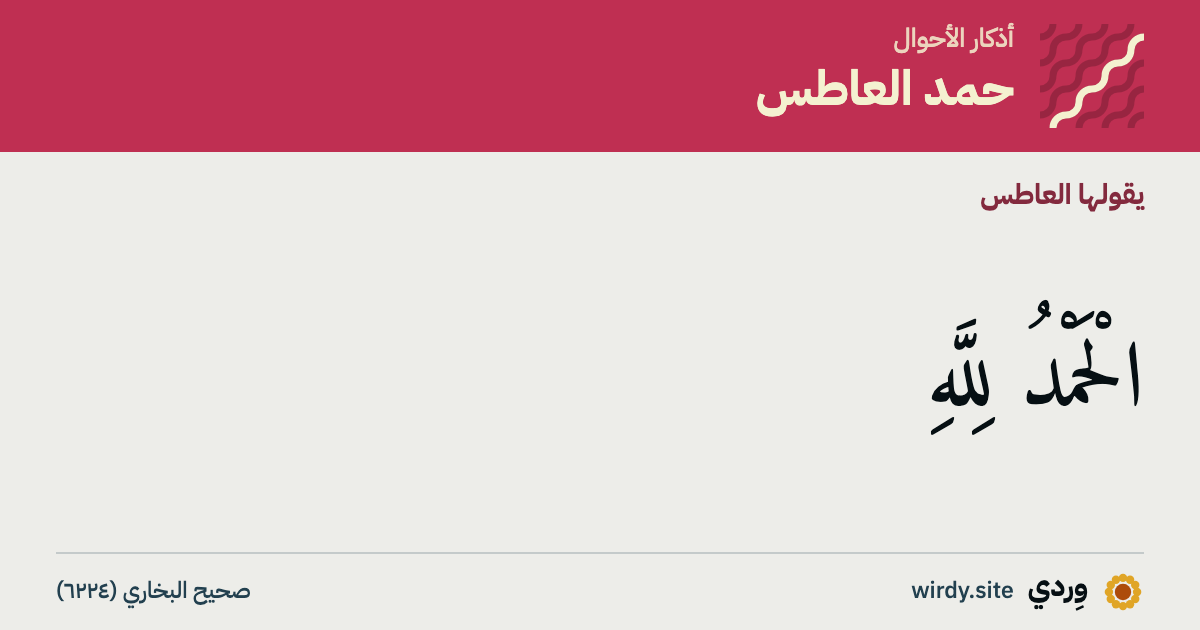 أذكار الأحوال
حمد العاطس
يقولها العاطس
الْحَمْدُ لِلَّهِ
وِردي wirdy.site
صحيح البخاري (٦٢٢٤)